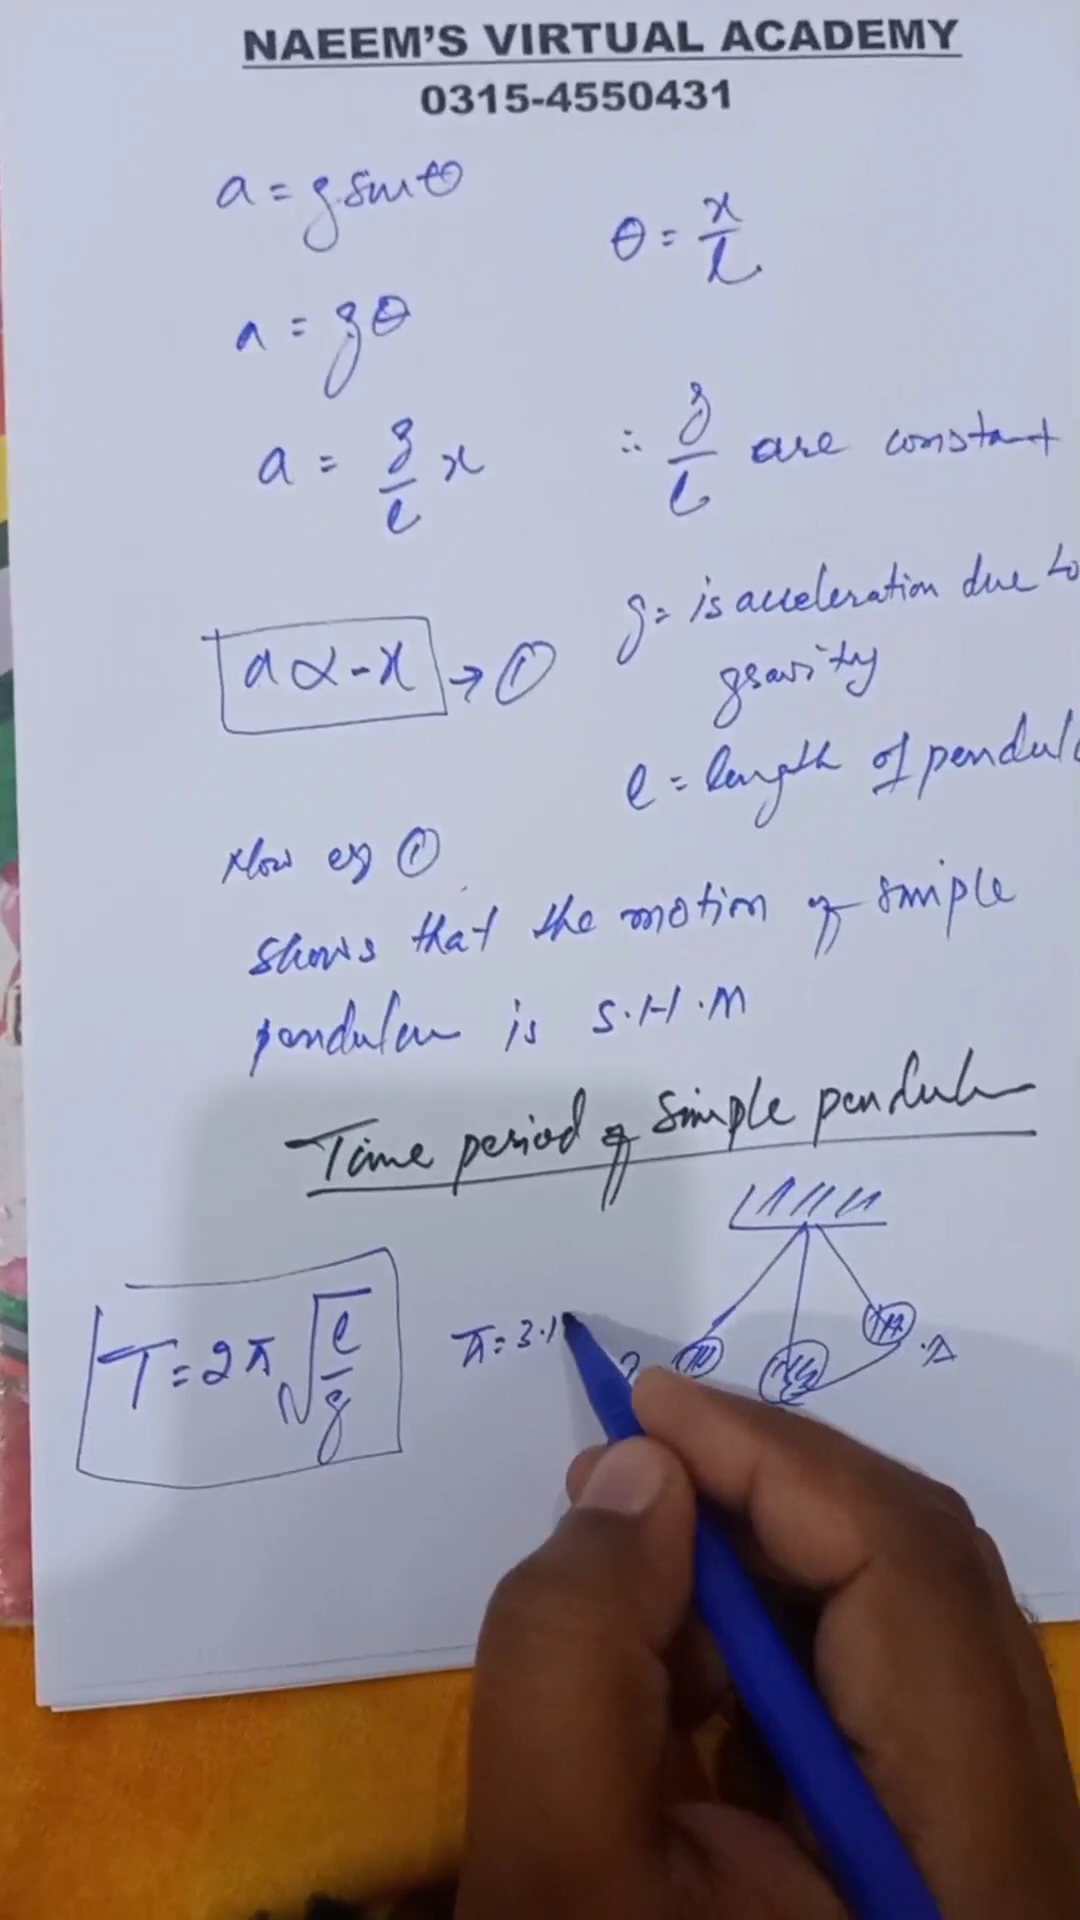 NAEEM'S VIRTUAL ACADEMY
0315-4550431
a = g sinθ
θ = x/l
a = gθ
a = g/l x
∴ g/l are constant
g = is acceleration due to
gravity
a α - x → ①
l = length of pendul
Now eq ①
shows that the motion of simple
pendulum is S.H.M
Time period of simple pendulu
T = 2π √l/g
π = 3.1
A